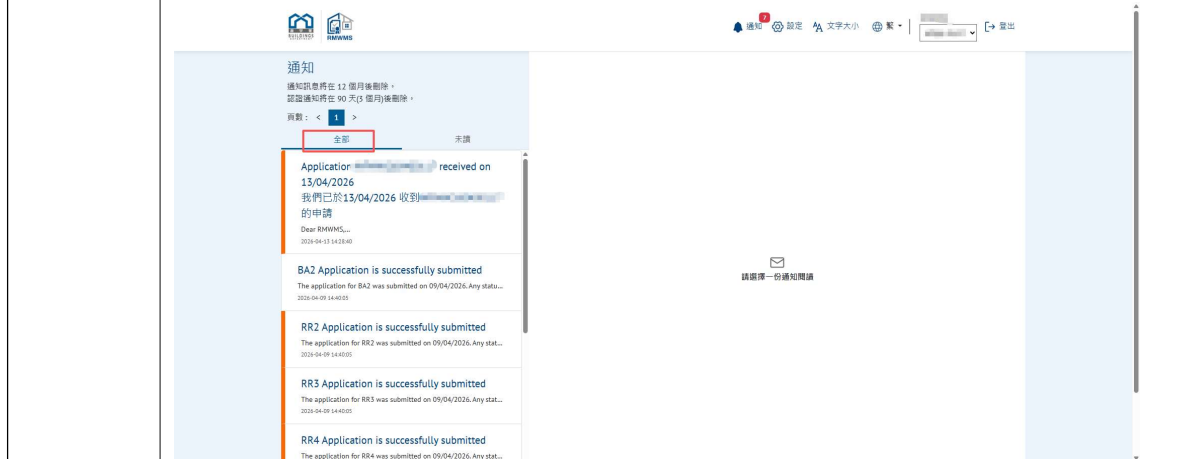 BUILDINGS
RMWMS
通知
7
設定
文字大小
繁
登出
通知
通知訊息將在 12 個月後刪除。
認證通知將在 90 天(3 個月)後刪除。
頁數： < 1 >
全部
未讀
Application received on
13/04/2026
我們已於13/04/2026 收到
的申請
Dear RMWMS,...
2026-04-13 14:28:40
BA2 Application is successfully submitted
The application for BA2 was submitted on 09/04/2026. Any statu...
2026-04-09 14:40:05
RR2 Application is successfully submitted
The application for RR2 was submitted on 09/04/2026. Any stat...
2026-04-09 14:40:05
RR3 Application is successfully submitted
The application for RR3 was submitted on 09/04/2026. Any stat...
2026-04-09 14:40:05
RR4 Application is successfully submitted
The application for RR4 was submitted on 09/04/2026. Any stat...
請選擇一份通知閱讀